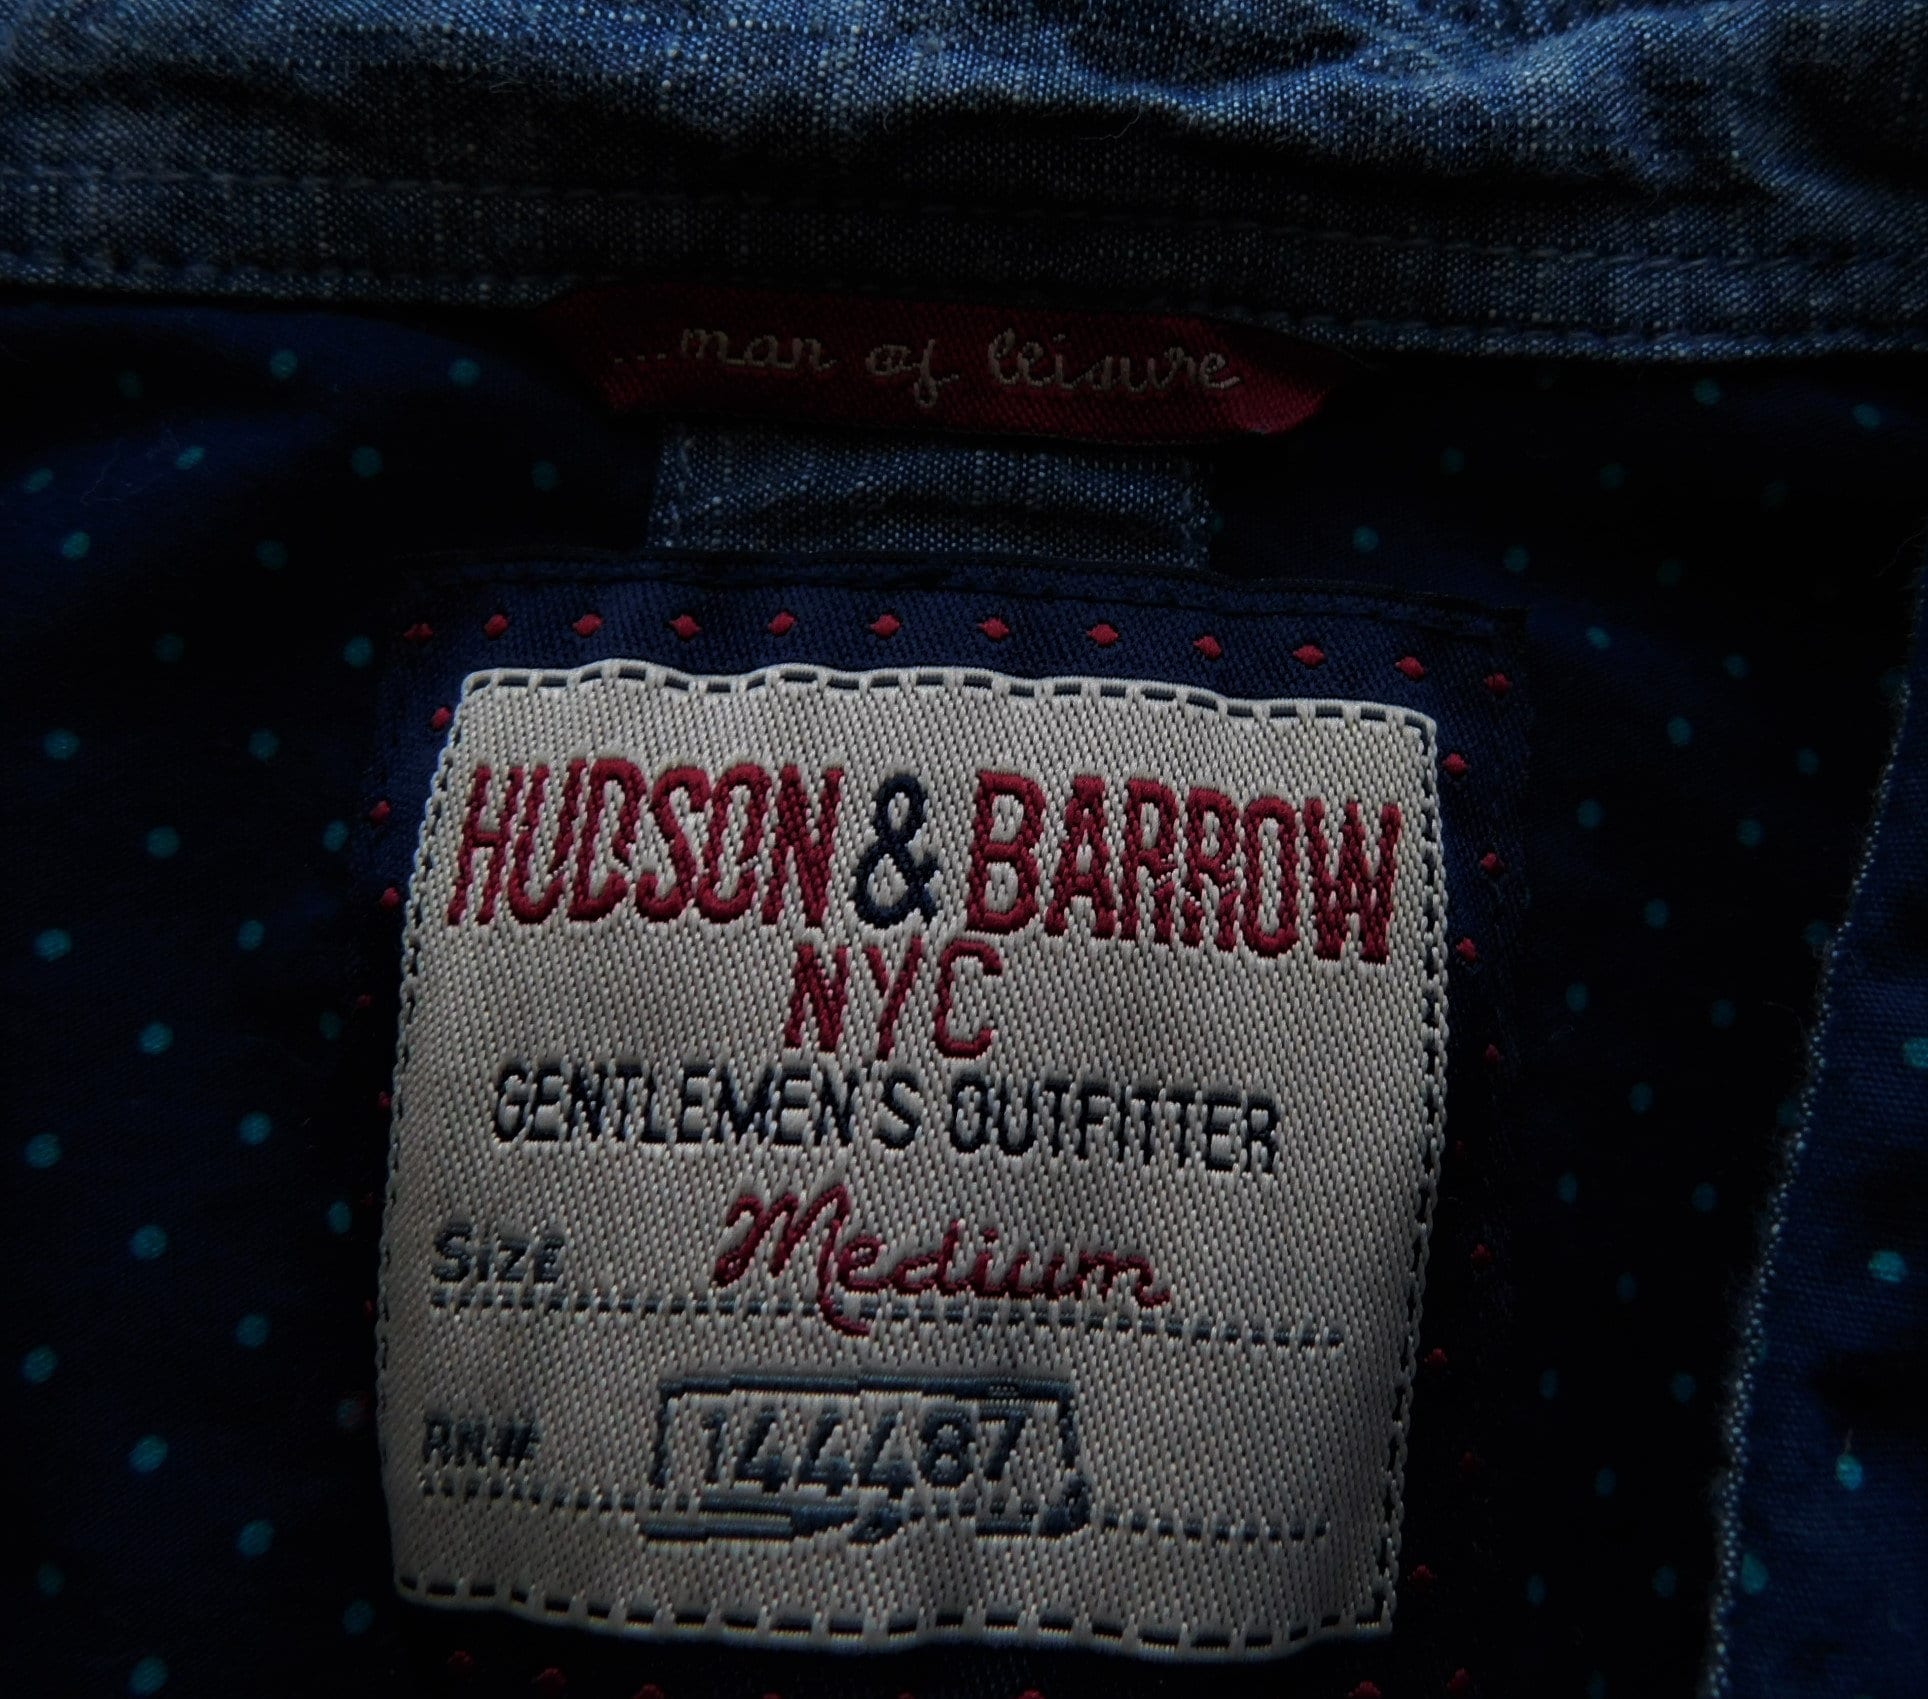 ...man of leisure
HUDSON & BARROW
NYC
GENTLEMEN'S OUTFITTER
SIZE Medium
RN# 144487